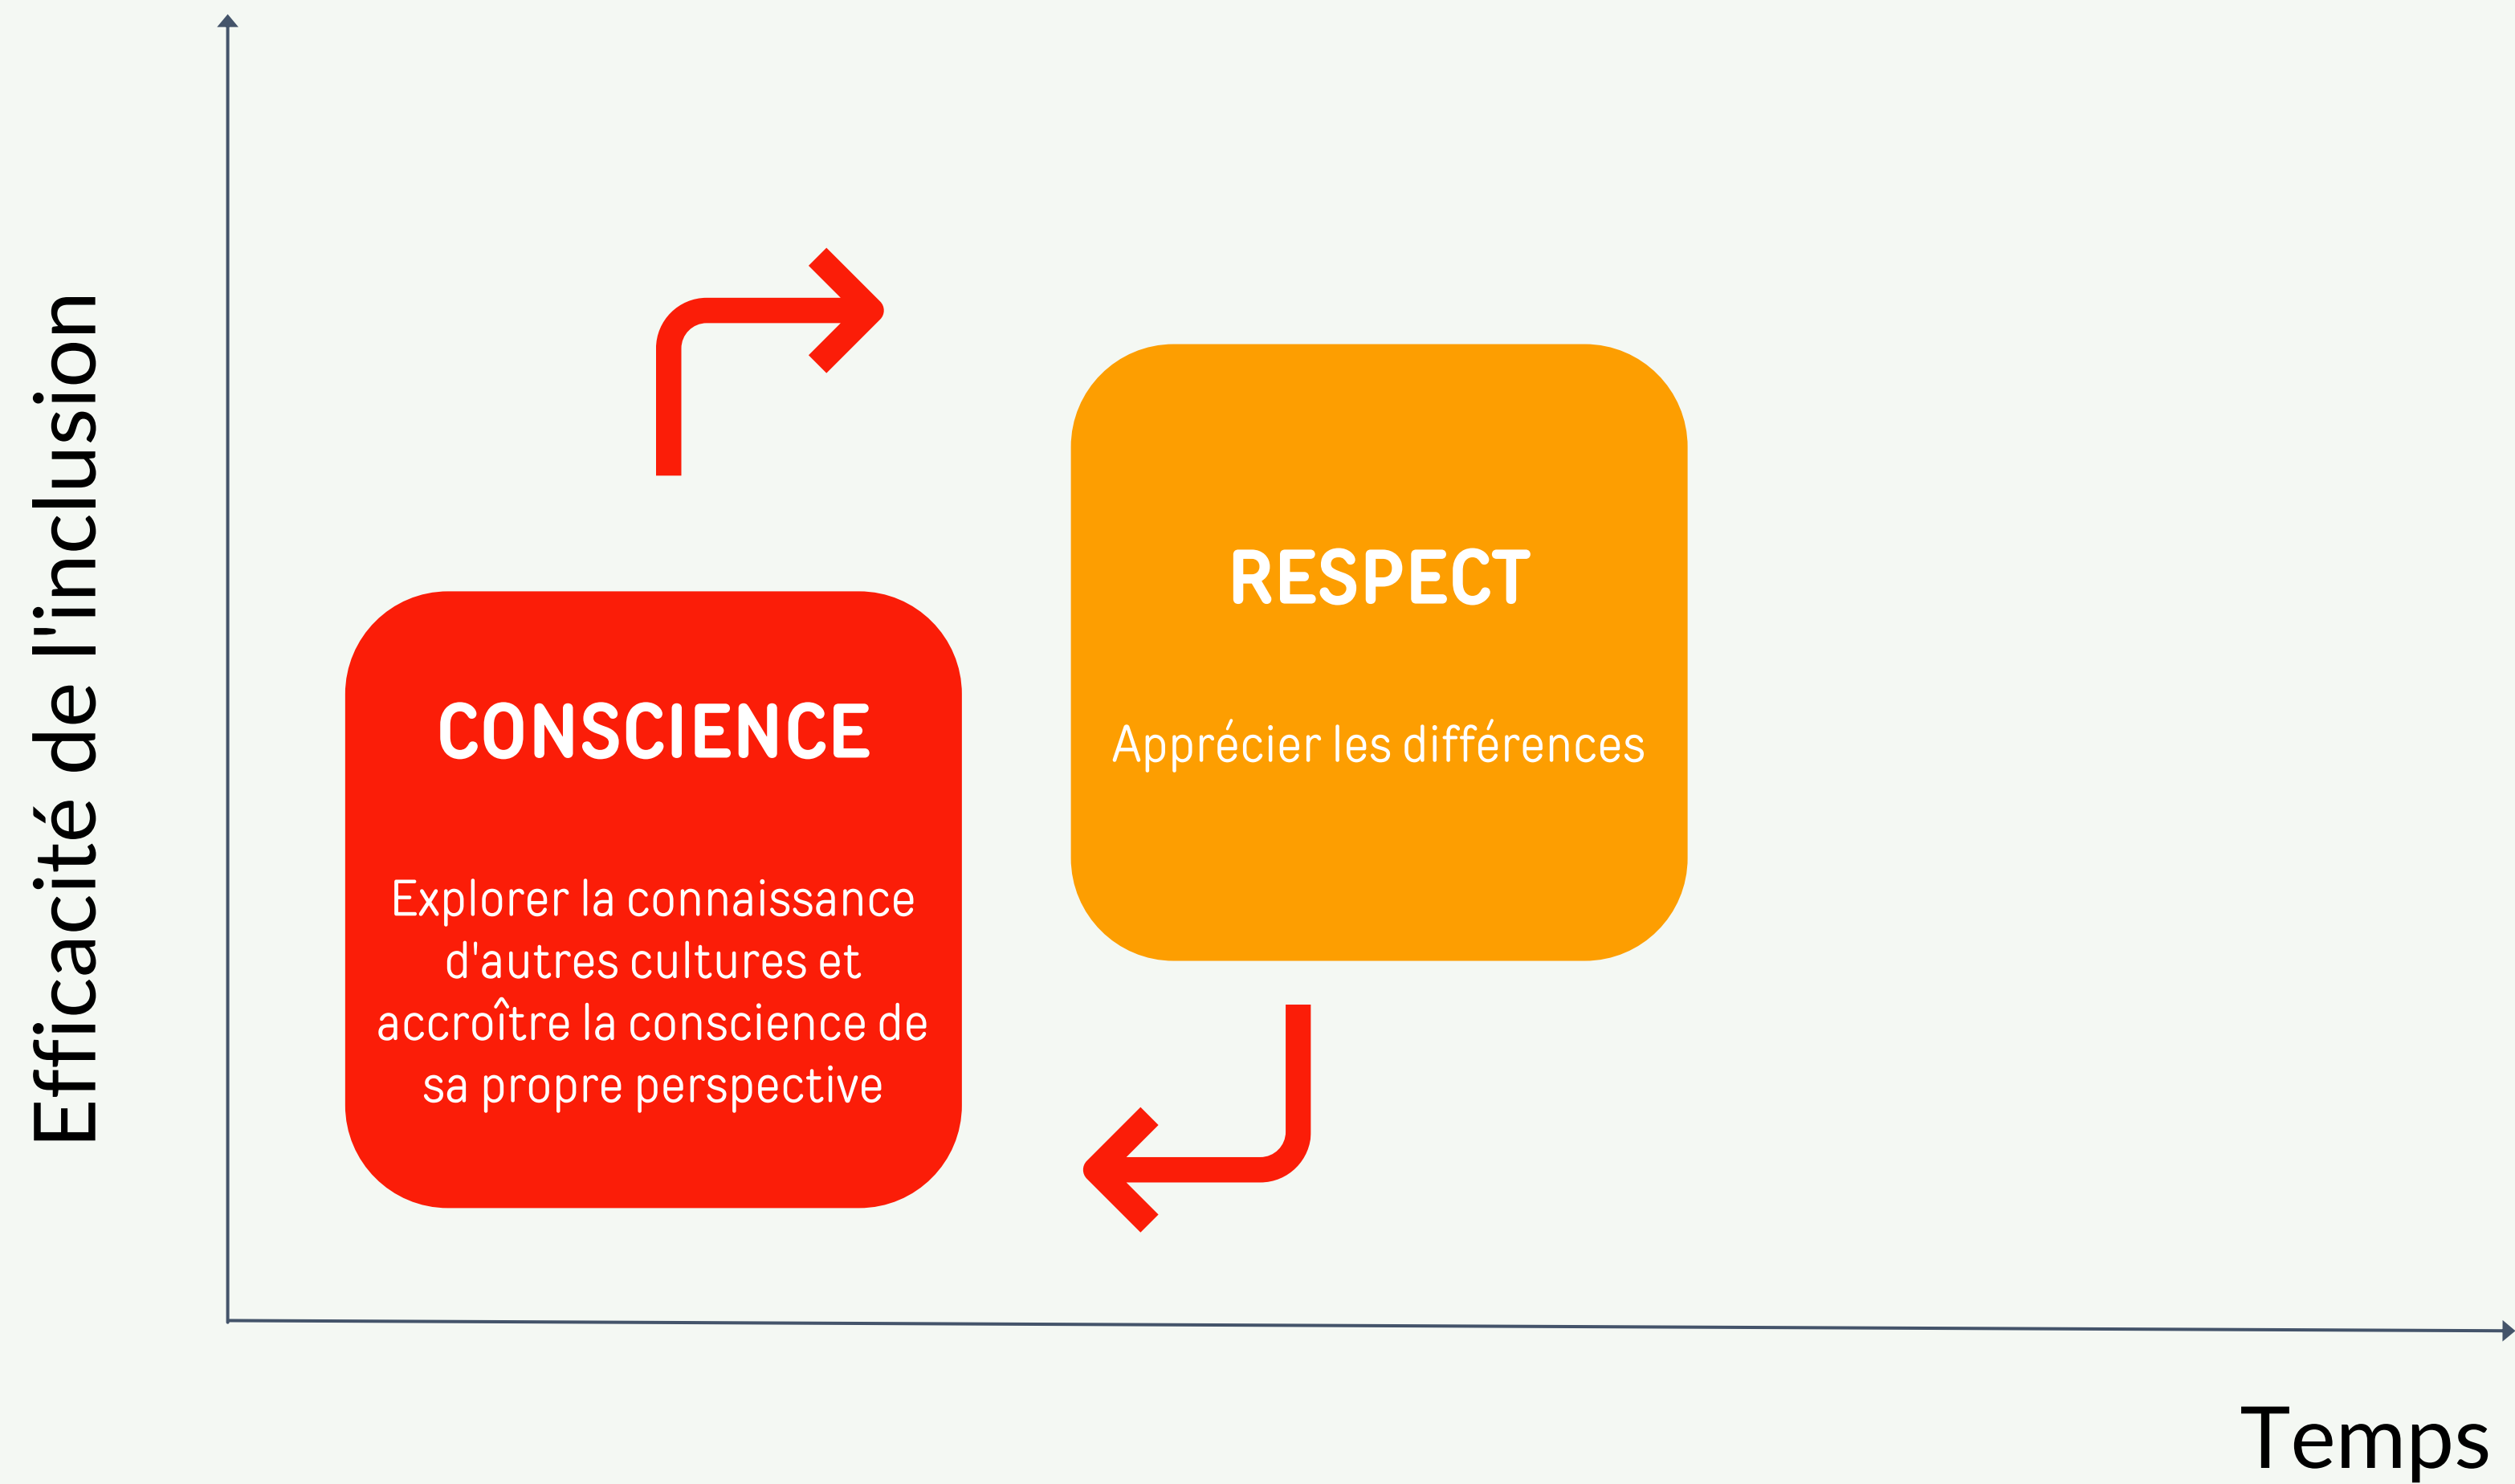 Efficacité de l'inclusion
CONSCIENCE
Explorer la connaissance
d'autres cultures et
accroître la conscience de
sa propre perspective
RESPECT
Apprécier les différences
Temps